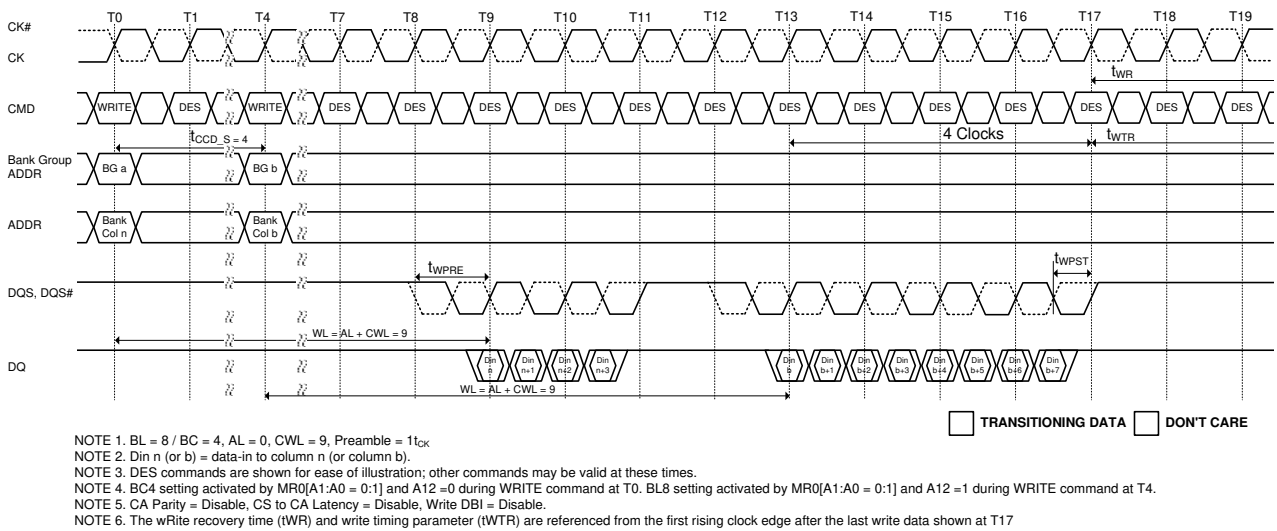 T0 T1 T4 T7 T8 T9 T10 T11 T12 T13 T14 T15 T16 T17 T18 T19
CK#
CK
tWR
CMD WRITE DES WRITE DES DES DES DES DES DES DES DES DES DES DES DES DES
tCCD_S = 4
4 Clocks
tWTR
Bank Group
ADDR
BG a BG b
ADDR
Bank
Col n
Bank
Col b
tWPRE
tWPST
DQS, DQS#
WL = AL + CWL = 9
DQ
Din
n
Din
n+1
Din
n+2
Din
n+3
Din
b
Din
b+1
Din
b+2
Din
b+3
Din
b+4
Din
b+5
Din
b+6
Din
b+7
WL = AL + CWL = 9
TRANSITIONING DATA DON'T CARE
NOTE 1. BL = 8 / BC = 4, AL = 0, CWL = 9, Preamble = 1tCK
NOTE 2. Din n (or b) = data-in to column n (or column b).
NOTE 3. DES commands are shown for ease of illustration; other commands may be valid at these times.
NOTE 4. BC4 setting activated by MR0[A1:A0 = 0:1] and A12 =0 during WRITE command at T0. BL8 setting activated by MR0[A1:A0 = 0:1] and A12 =1 during WRITE command at T4.
NOTE 5. CA Parity = Disable, CS to CA Latency = Disable, Write DBI = Disable.
NOTE 6. The wRite recovery time (tWR) and write timing parameter (tWTR) are referenced from the first rising clock edge after the last write data shown at T17